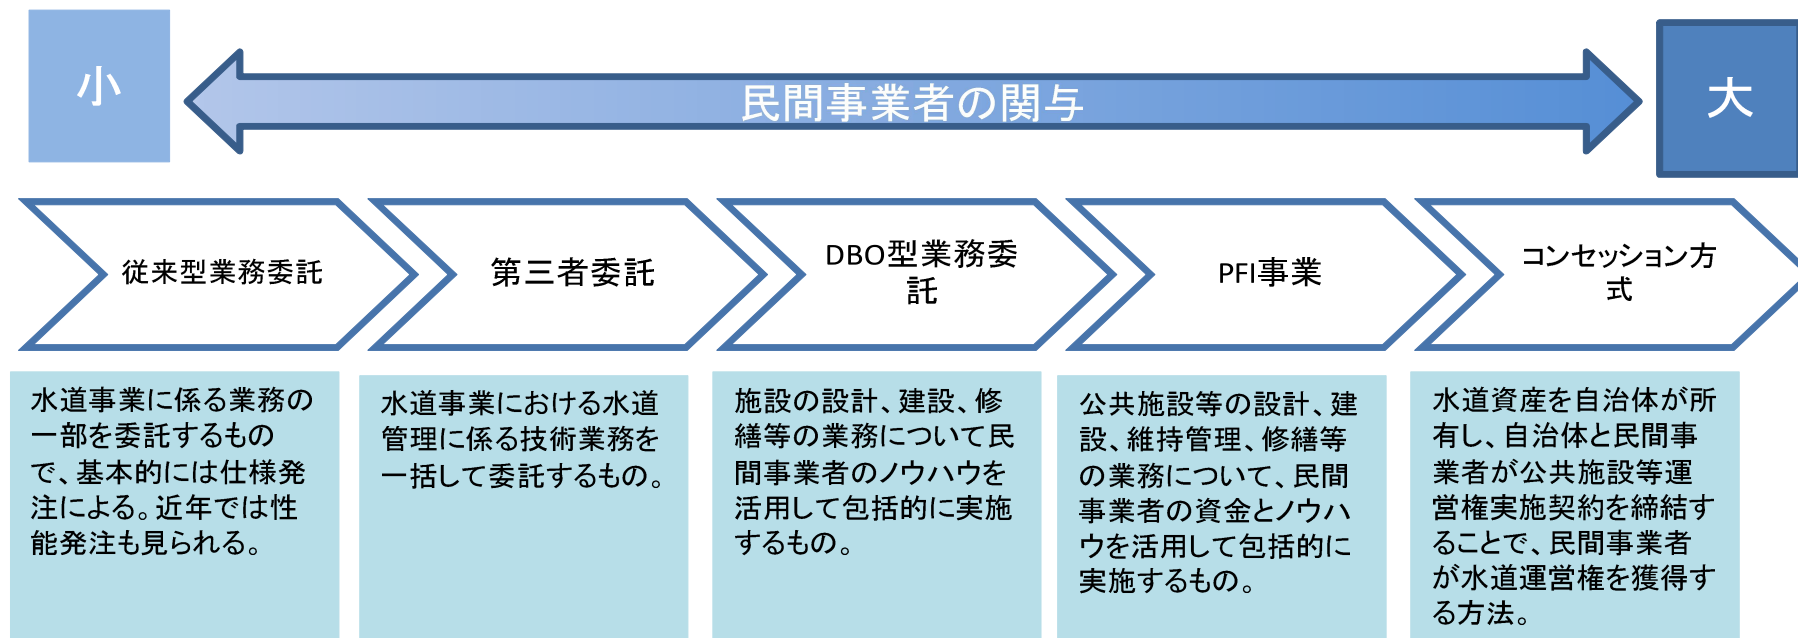 小
民間事業者の関与
大
従来型業務委託
第三者委託
DBO型業務委
託
PFI事業
コンセッション方
式
水道事業に係る業務の
一部を委託するもの
で、基本的には仕様発
注による。近年では性
能発注も見られる。
水道事業における水道
管理に係る技術業務を
一括して委託するもの。
施設の設計、建設、修
繕等の業務について民
間事業者のノウハウを
活用して包括的に実施
するもの。
公共施設等の設計、建
設、維持管理、修繕等
の業務について、民間
事業者の資金とノウハ
ウを活用して包括的に
実施するもの。
水道資産を自治体が所
有し、自治体と民間事
業者が公共施設等運
営権実施契約を締結す
ることで、民間事業者
が水道運営権を獲得す
る方法。